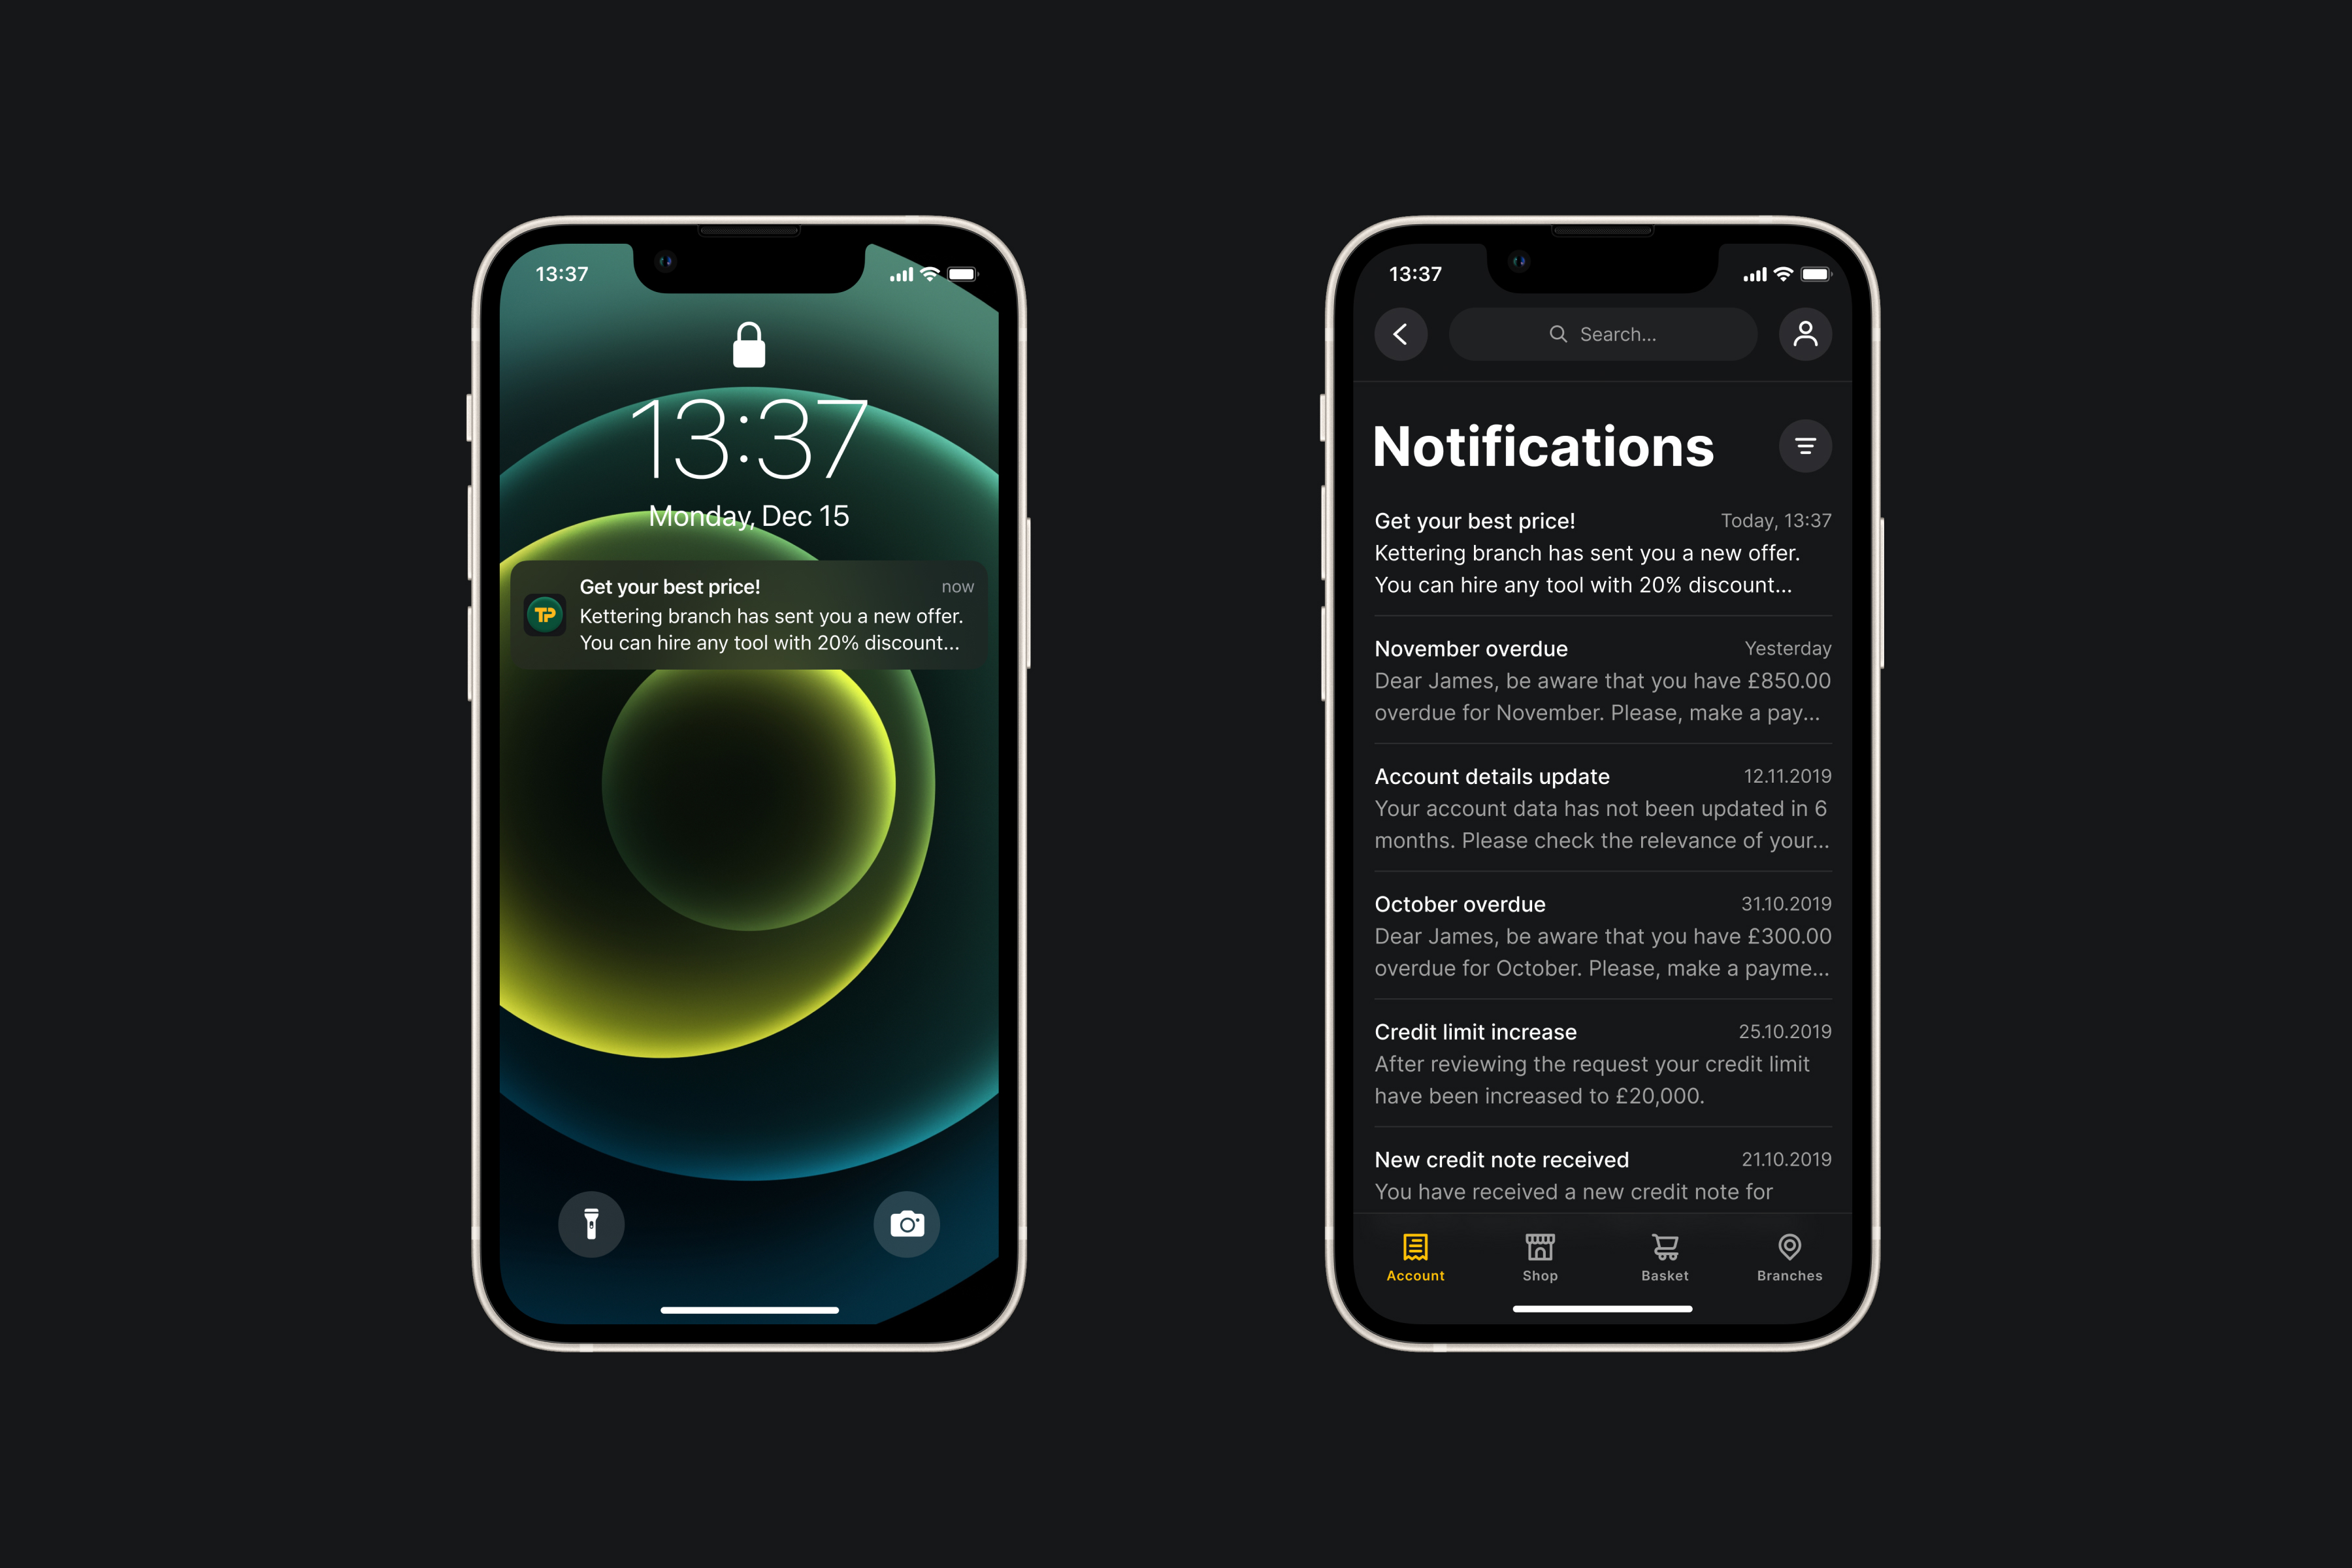 13:37
13:37
Monday, Dec 15
Get your best price! now
TP
Kettering branch has sent you a new offer.
You can hire any tool with 20% discount...
13:37
Search...
Notifications
Get your best price! Today, 13:37
Kettering branch has sent you a new offer.
You can hire any tool with 20% discount...
November overdue Yesterday
Dear James, be aware that you have £850.00
overdue for November. Please, make a pay...
Account details update 12.11.2019
Your account data has not been updated in 6
months. Please check the relevance of your...
October overdue 31.10.2019
Dear James, be aware that you have £300.00
overdue for October. Please, make a payme...
Credit limit increase 25.10.2019
After reviewing the request your credit limit
have been increased to £20,000.
New credit note received 21.10.2019
You have received a new credit note for
Account Shop Basket Branches